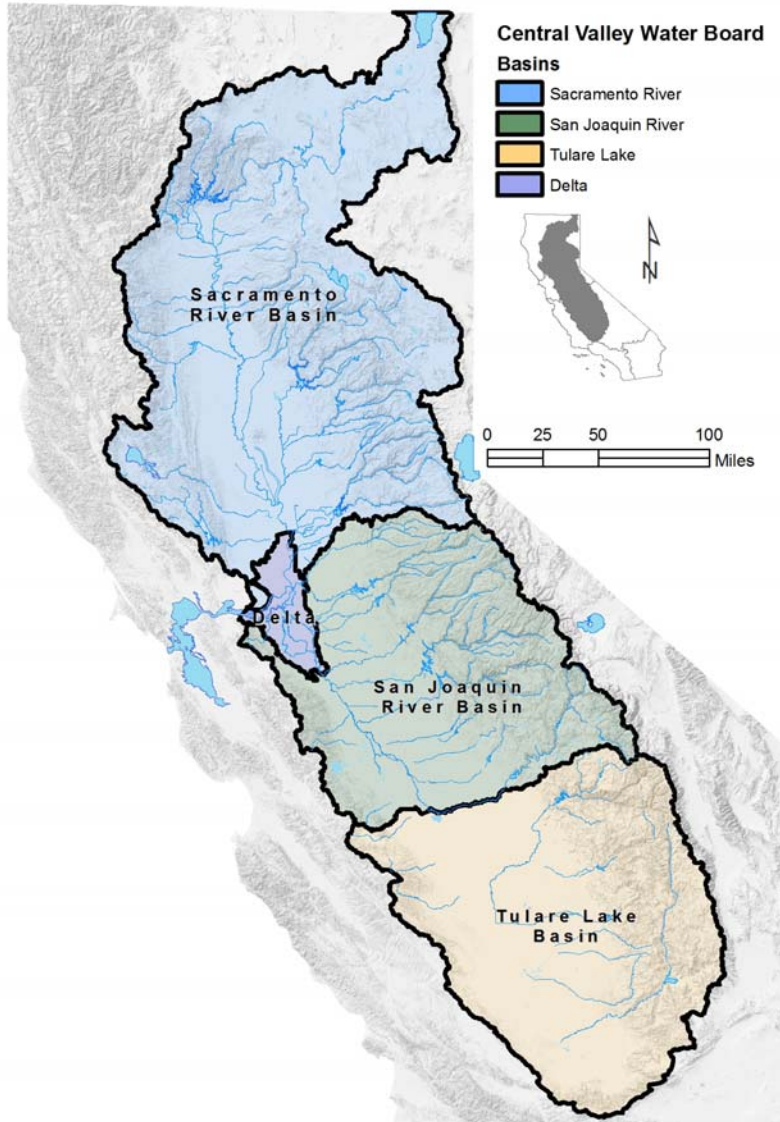 Central Valley Water Board
Basins
Sacramento River
San Joaquin River
Tulare Lake
Delta
N
0 25 50 100
Miles
Sacramento
River Basin
Delta
San Joaquin
River Basin
Tulare Lake
Basin